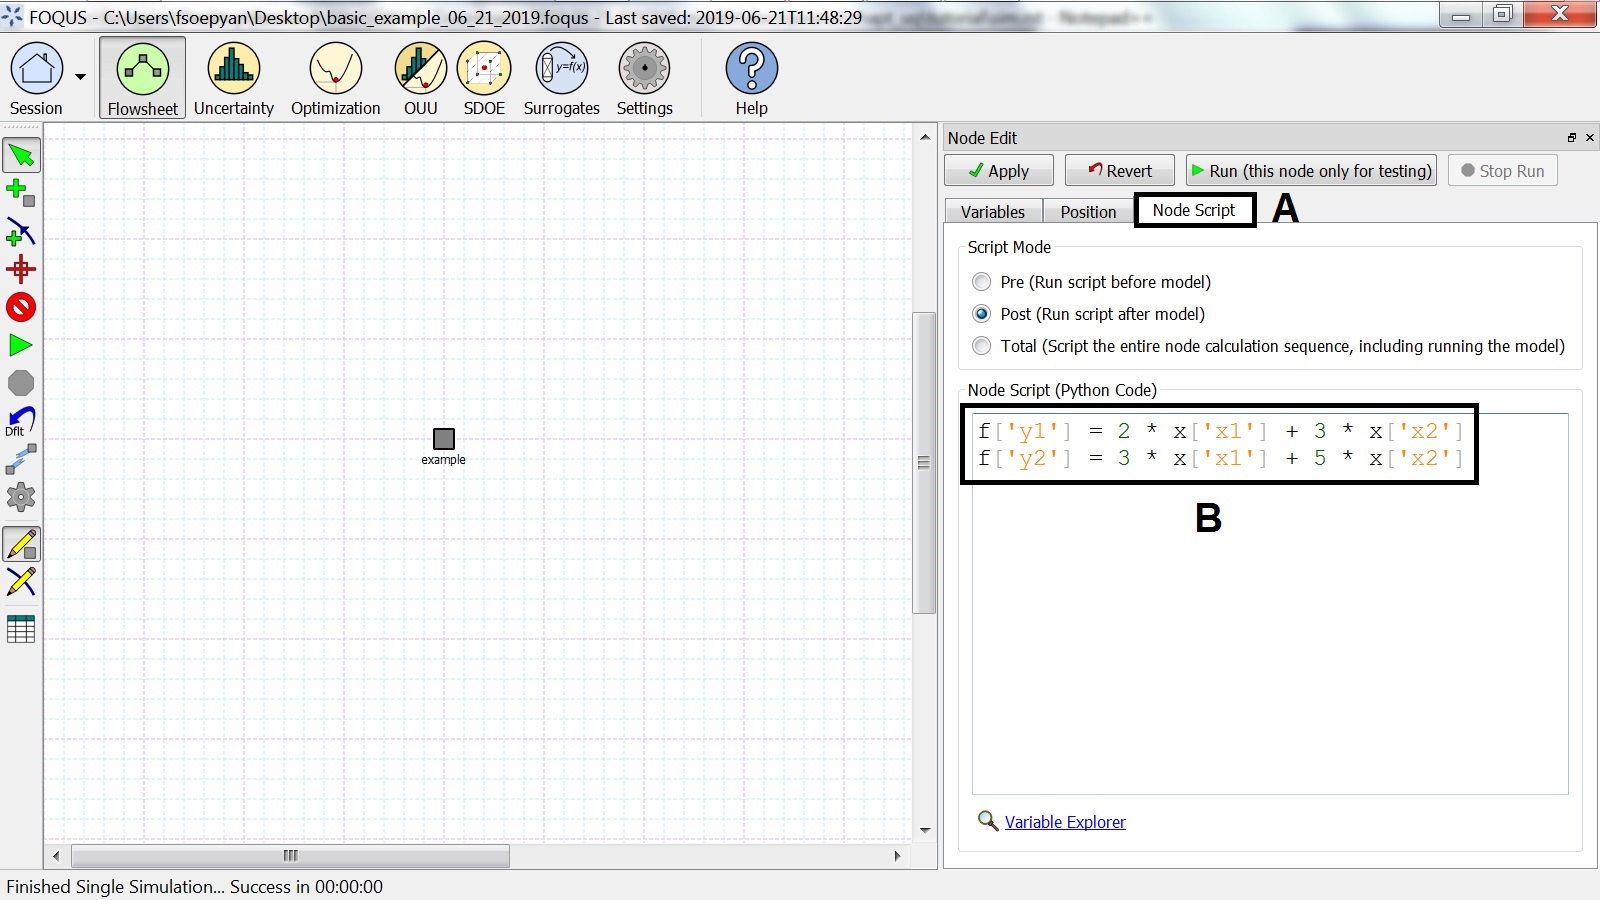 FOQUS - C:\Users\fsoepyan\Desktop\basic_example_06_21_2019.foqus - Last saved: 2019-06-21T11:48:29
Session
Flowsheet
Uncertainty
Optimization
OUU
SDOE
y=f(x)
Surrogates
Settings
Help
Node Edit
Apply
Revert
Run (this node only for testing)
Stop Run
Variables
Position
Node Script
A
Script Mode
Pre (Run script before model)
Post (Run script after model)
Total (Script the entire node calculation sequence, including running the model)
Node Script (Python Code)
f['y1'] = 2 * x['x1'] + 3 * x['x2']
f['y2'] = 3 * x['x1'] + 5 * x['x2']
B
Dflt
example
Variable Explorer
Finished Single Simulation... Success in 00:00:00